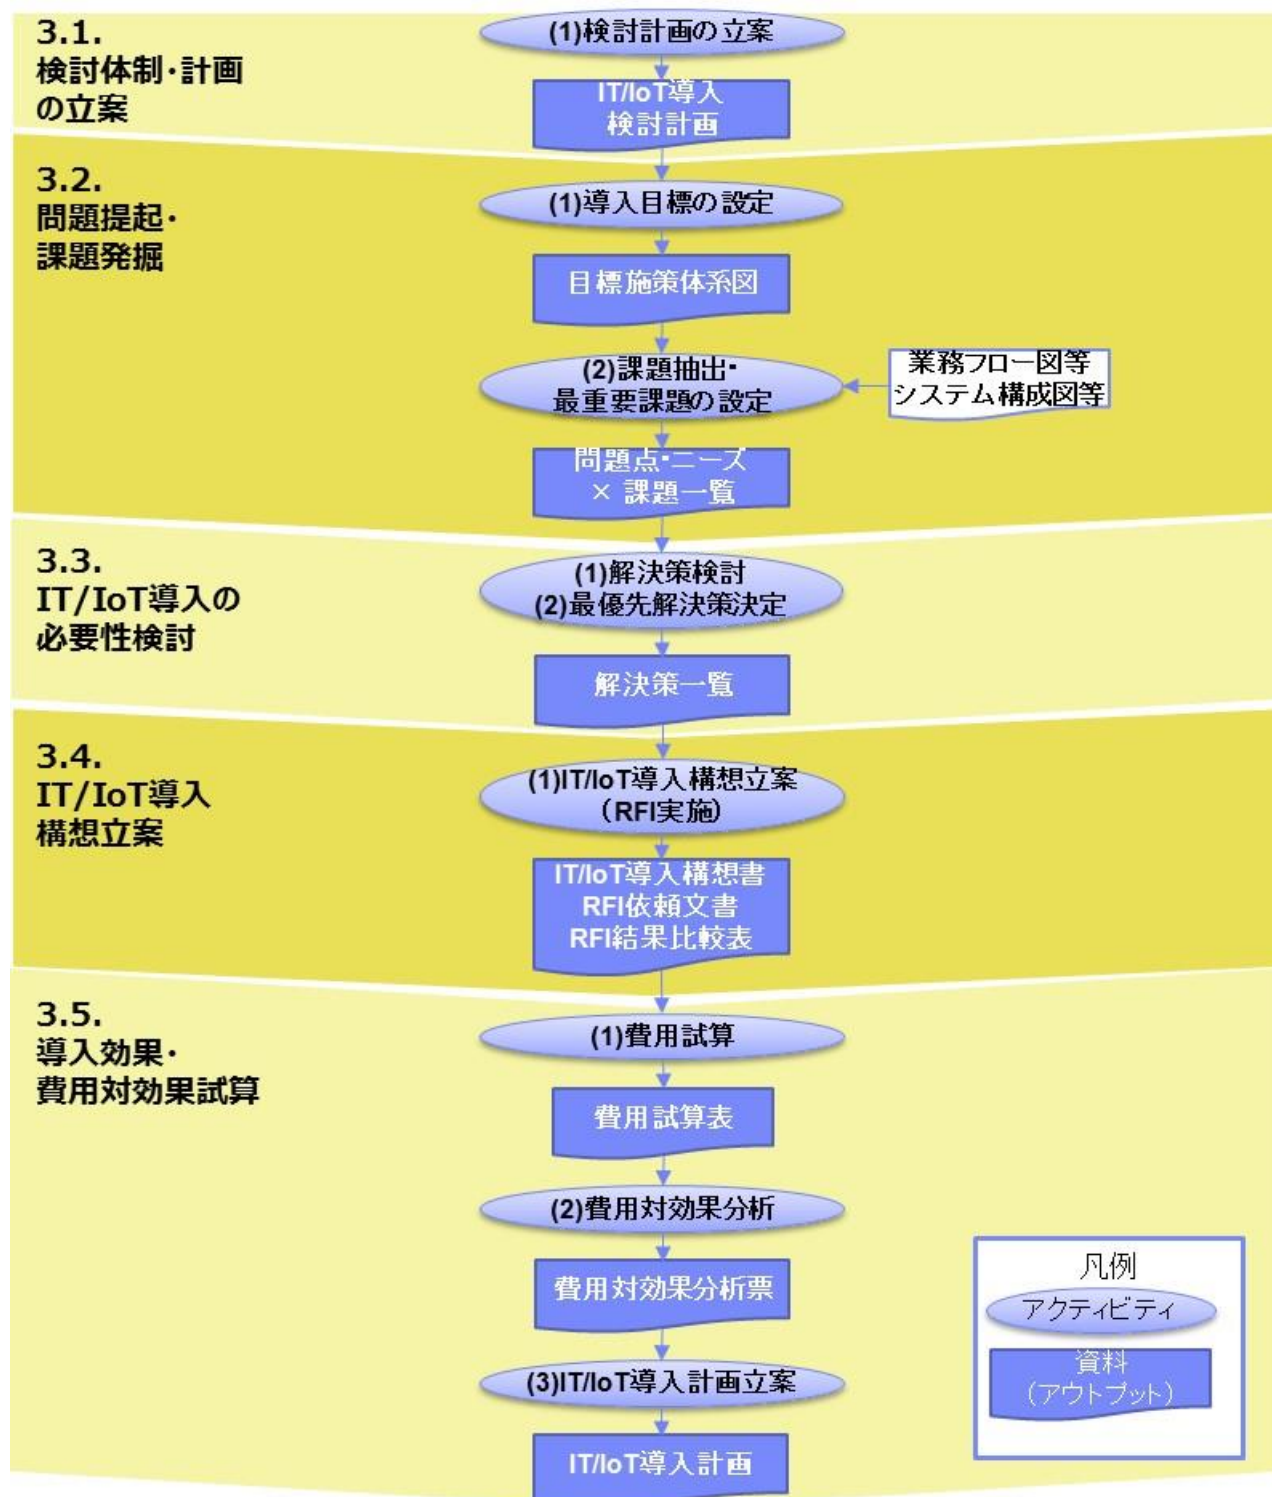 3.1.
検討体制・計画
の立案
(1)検討計画の立案
IT/IoT導入
検討計画
3.2.
問題提起・
課題発掘
(1)導入目標の設定
目標施策体系図
(2)課題抽出・
最重要課題の設定
業務フロー図等
システム構成図等
問題点・ニーズ
× 課題一覧
3.3.
IT/IoT導入の
必要性検討
(1)解決策検討
(2)最優先解決策決定
解決策一覧
3.4.
IT/IoT導入
構想立案
(1)IT/IoT導入構想立案
（RFI実施）
IT/IoT導入構想書
RFI依頼文書
RFI結果比較表
3.5.
導入効果・
費用対効果試算
(1)費用試算
費用試算表
(2)費用対効果分析
費用対効果分析票
(3)IT/IoT導入計画立案
IT/IoT導入計画
凡例
アクティビティ
資料
（アウトプット）